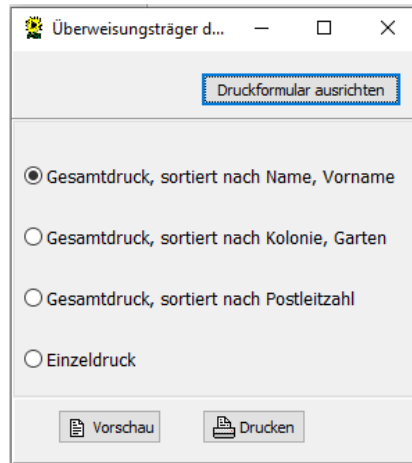 Überweisungsträger d...
Druckformular ausrichten
Gesamtdruck, sortiert nach Name, Vorname
Gesamtdruck, sortiert nach Kolonie, Garten
Gesamtdruck, sortiert nach Postleitzahl
Einzeldruck
Vorschau Drucken